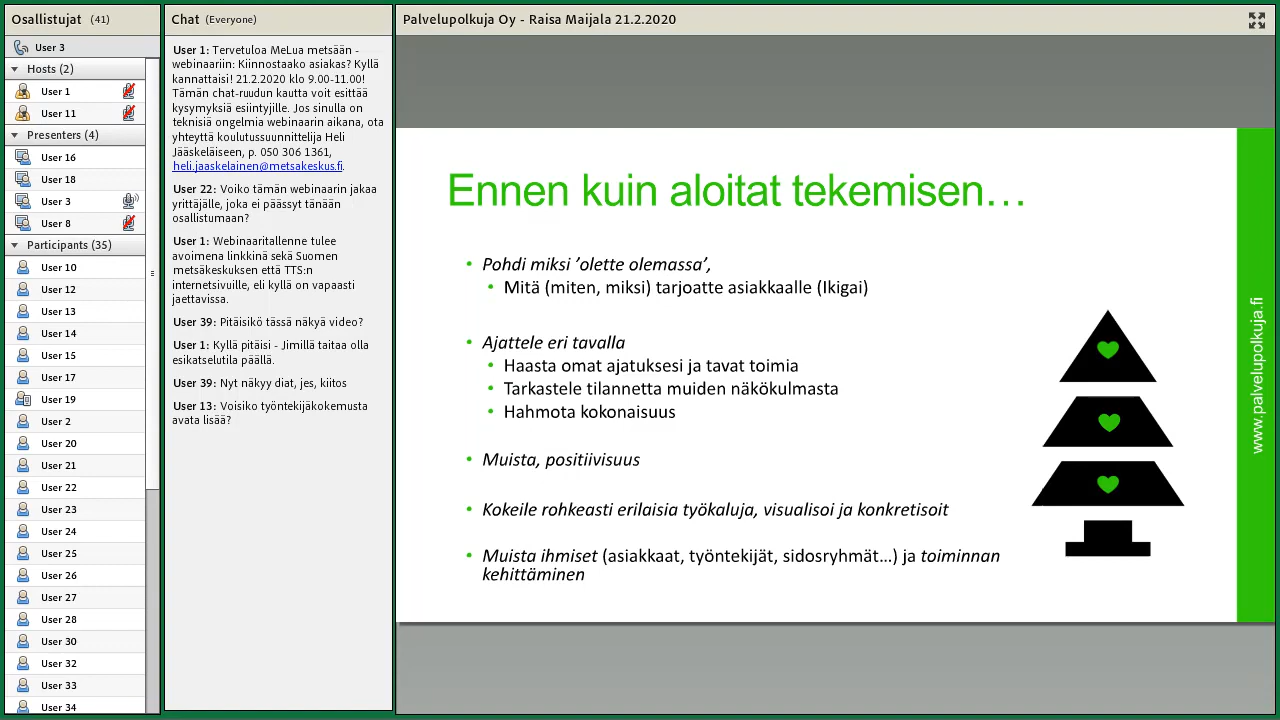 Osallistujat (41)
User 3
Hosts (2)
User 1
User 11
Presenters (4)
User 16
User 18
User 3
User 8
Participants (35)
User 10
User 12
User 13
User 14
User 15
User 17
User 19
User 2
User 20
User 21
User 22
User 23
User 24
User 25
User 26
User 27
User 28
User 30
User 32
User 33
User 34
Chat (Everyone)
User 1: Tervetuloa MeLua metsään -
webinaariin: Kiinnostaako asiakas? Kyllä
kannattaisi! 21.2.2020 klo 9.00-11.00!
Tämän chat-ruudun kautta voit esittää
kysymyksiä esiintyjille. Jos sinulla on
teknisiä ongelmia webinaarin aikana, ota
yhteyttä koulutussuunnittelija Heli
Jääskeläiseen, p. 050 306 1361,
heli.jaaskelainen@metsakeskus.fi.
User 22: Voiko tämän webinaarin jakaa
yrittäjälle, joka ei päässyt tänään
osallistumaan?
User 1: Webinaaritallenne tulee
avoimena linkkinä sekä Suomen
metsäkeskuksen että TTS:n
internetsivuille, eli kyllä on vapaasti
jaettavissa.
User 39: Pitäisikö tässä näkyä video?
User 1: Kyllä pitäisi - Jimillä taitaa olla
esikatselutila päällä.
User 39: Nyt näkyy diat, jes, kiitos
User 13: Voisiko työntekijäkokemusta
avata lisää?
Palvelupolkuja Oy - Raisa Maijala 21.2.2020
Ennen kuin aloitat tekemisen…
• Pohdi miksi ’olette olemassa’,
• Mitä (miten, miksi) tarjoatte asiakkaalle (Ikigai)
• Ajattele eri tavalla
• Haasta omat ajatuksesi ja tavat toimia
• Tarkastele tilannetta muiden näkökulmasta
• Hahmota kokonaisuus
• Muista, positiivisuus
• Kokeile rohkeasti erilaisia työkaluja, visualisoi ja konkretisoit
• Muista ihmiset (asiakkaat, työntekijät, sidosryhmät…) ja toiminnan
kehittäminen
www.palvelupolkuja.fi